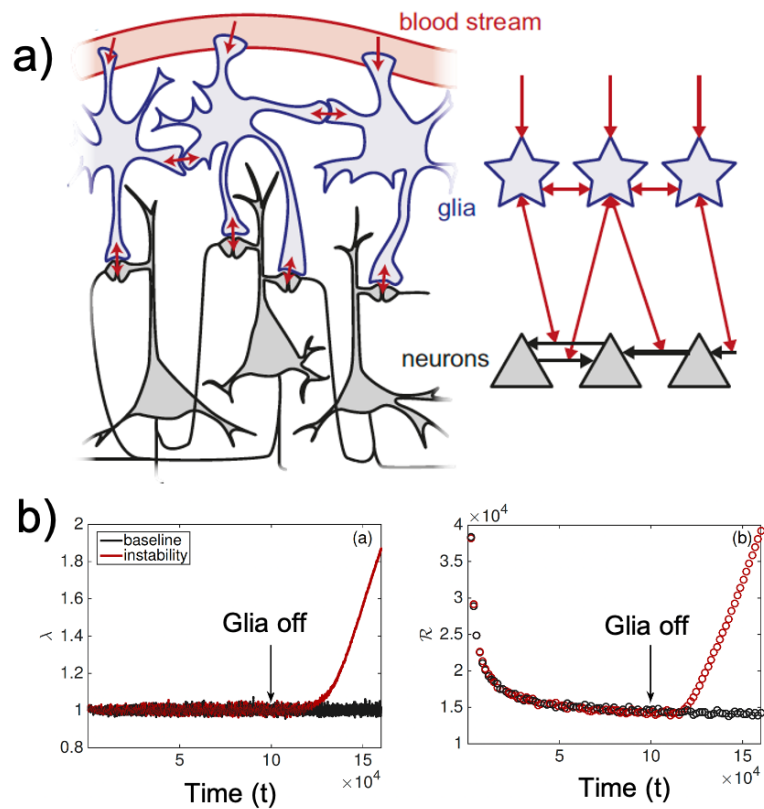 a)
blood stream
glia
neurons
b)
2
1.8
1.6
1.4
1.2
1
0.8
λ
baseline
instability
(a)
Glia off
5
10
15
× 10⁴
Time (t)
× 10⁴
4
3.5
3
2.5
2
1.5
1
ℛ
(b)
Glia off
5
10
15
× 10⁴
Time (t)